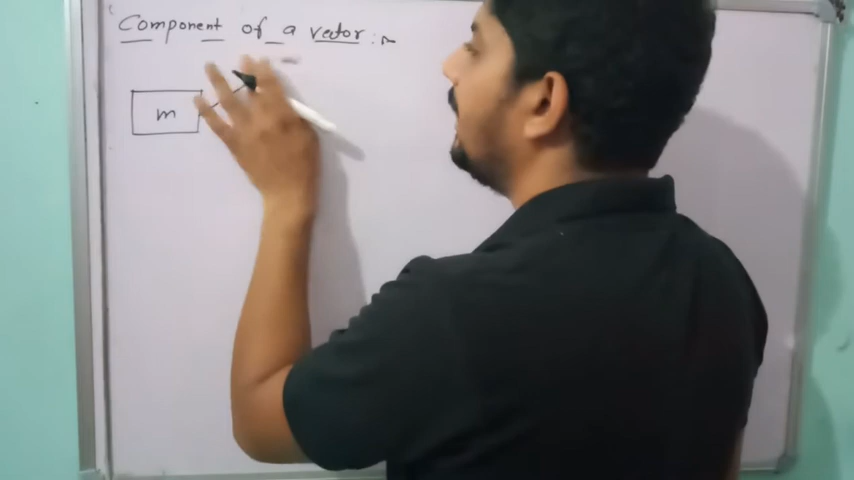 Component of a vector :-
m